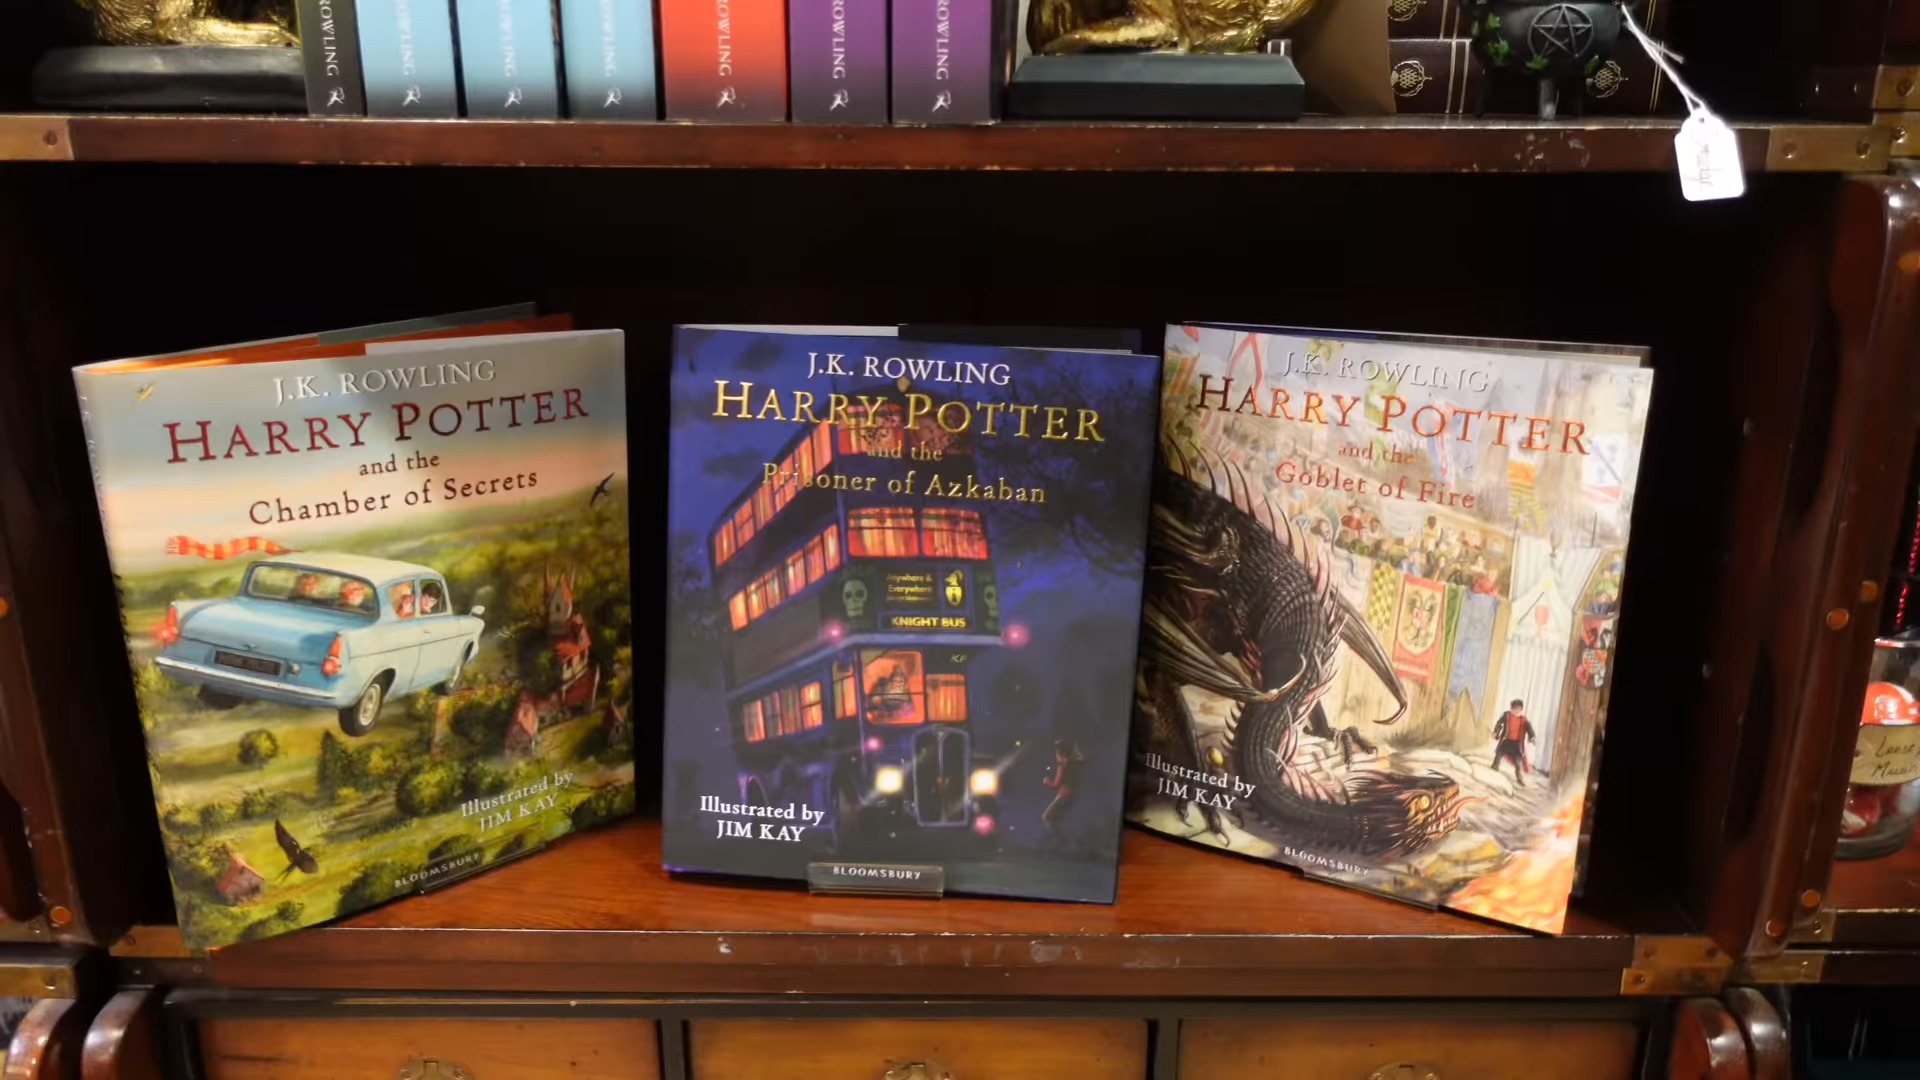 ROWLING
ROWLING
ROWLING
ROWLING
ROWLING
ROWLING
ROWLING
J.K. ROWLING
HARRY POTTER
and the
Chamber of Secrets
Illustrated by
JIM KAY
BLOOMSBURY
J.K. ROWLING
HARRY POTTER
and the
Prisoner of Azkaban
Anywhere &
Everywhere
KNIGHT BUS
Illustrated by
JIM KAY
BLOOMSBURY
J.K. ROWLING
HARRY POTTER
and the
Goblet of Fire
Illustrated by
JIM KAY
BLOOMSBURY